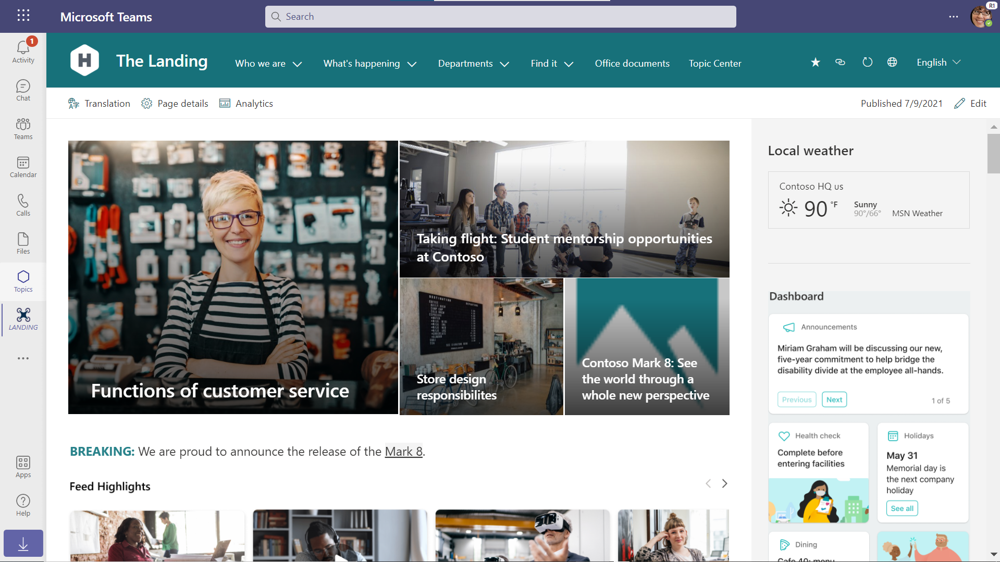 Microsoft Teams
Search
R1
1
Activity
Chat
Teams
Calendar
Calls
Files
Topics
LANDING
Apps
Help
H
The Landing
Who we are
What's happening
Departments
Find it
Office documents
Topic Center
English
Translation
Page details
Analytics
Published 7/9/2021
Edit
Functions of customer service
Taking flight: Student mentorship opportunities
at Contoso
DESTINATION DEPARTURE
Store design
responsibilites
Contoso Mark 8: See
the world through a
whole new perspective
BREAKING: We are proud to announce the release of the Mark 8.
Feed Highlights
Local weather
Contoso HQ us
90 °F
Sunny
90°/66°
MSN Weather
Dashboard
Announcements
Miriam Graham will be discussing our new,
five-year commitment to help bridge the
disability divide at the employee all-hands.
Previous
Next
1 of 5
Health check
Complete before
entering facilities
Holidays
May 31
Memorial day is
the next company
holiday
See all
Dining
Cafe 40: menu